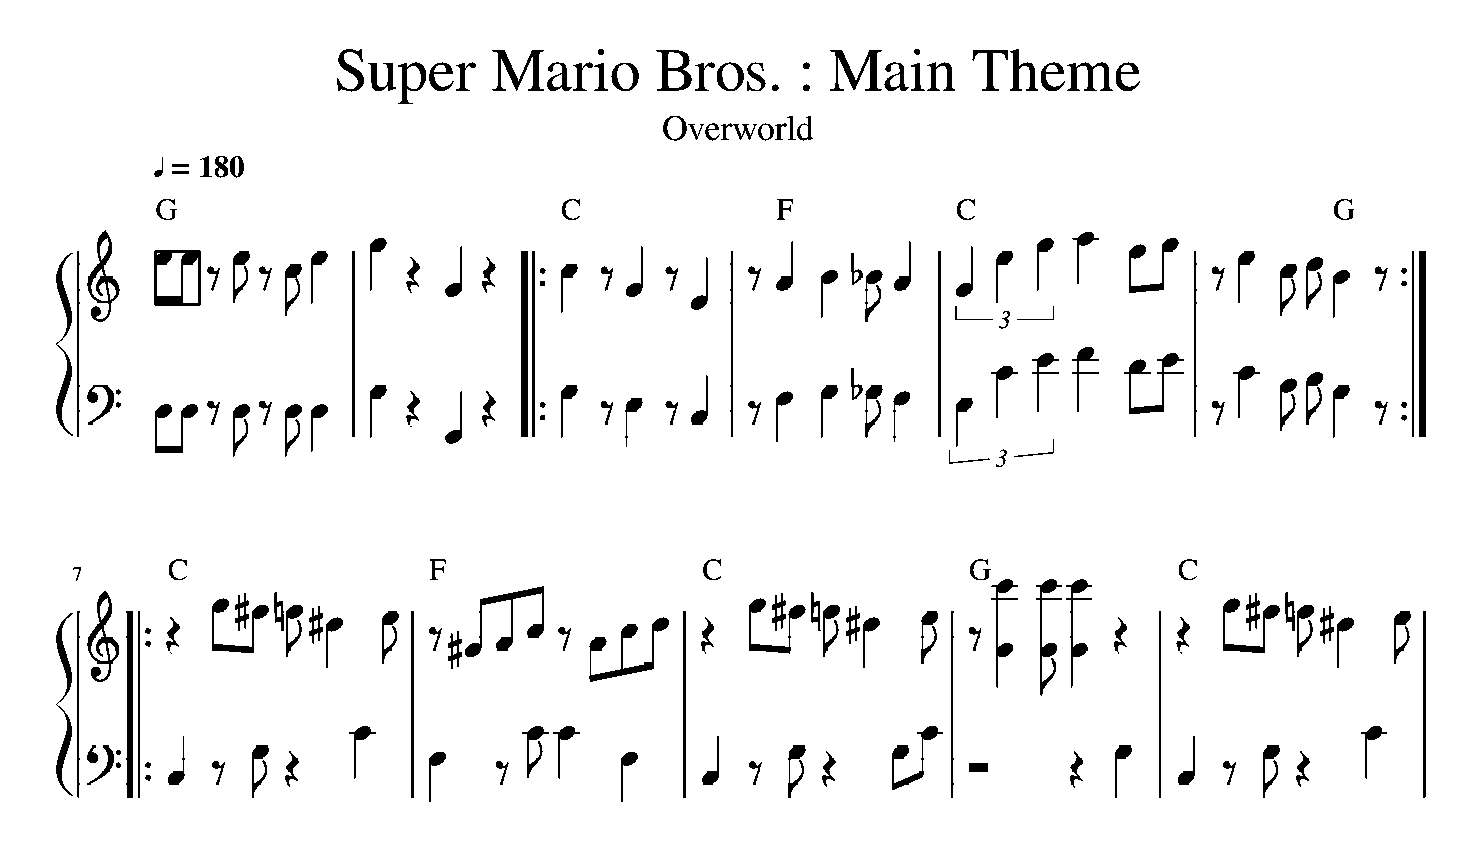 Super Mario Bros. : Main Theme
Overworld
♩ = 180
G C F C G
3
3
7 C F C G C